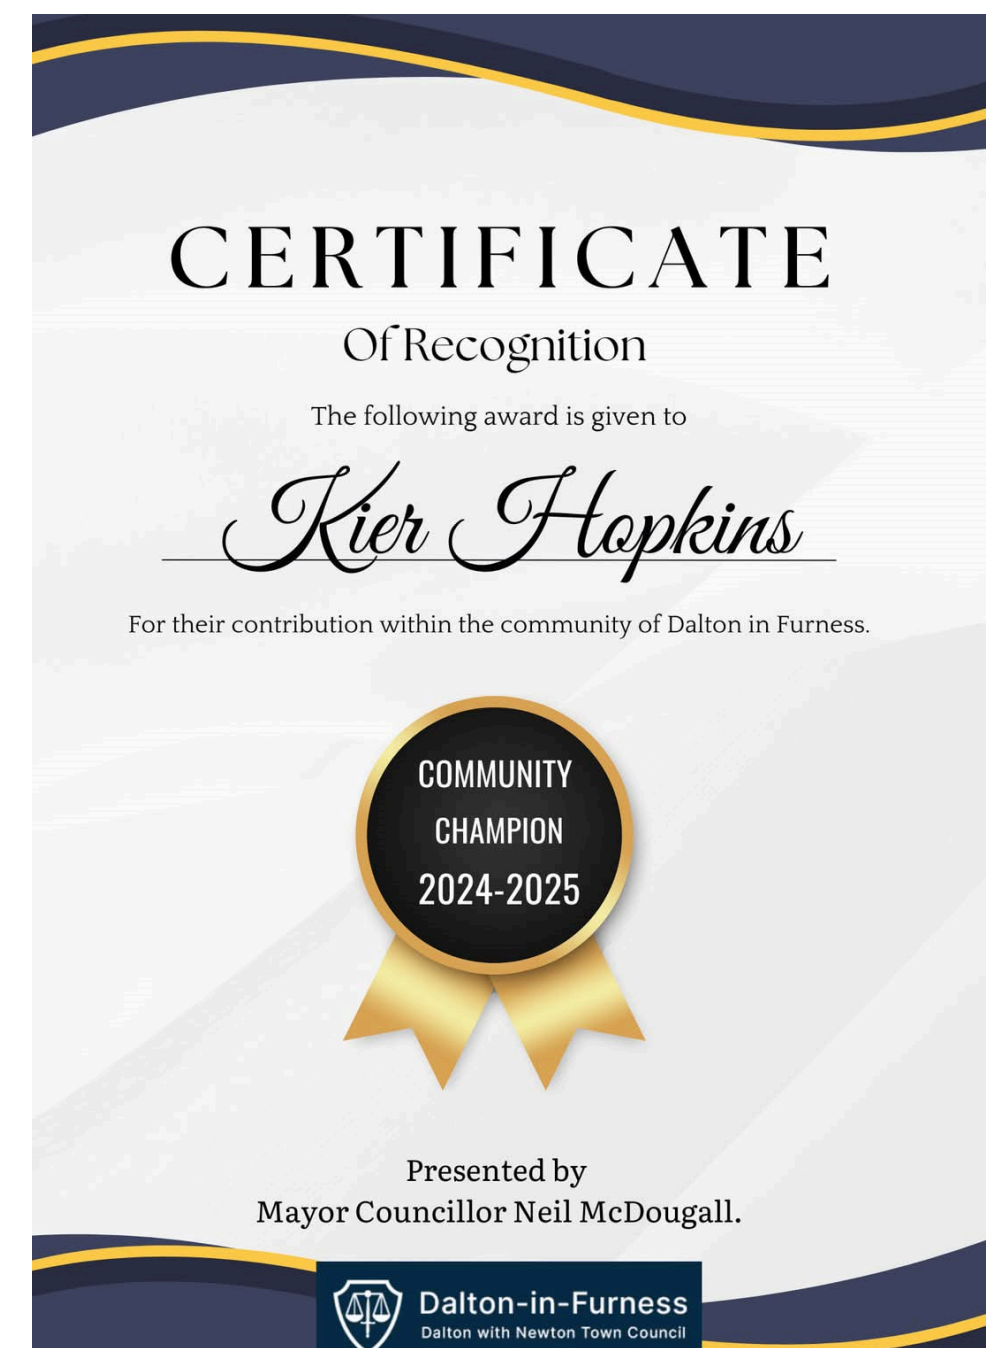 CERTIFICATE
Of Recognition
The following award is given to
Kier Hopkins
For their contribution within the community of Dalton in Furness.
COMMUNITY
CHAMPION
2024-2025
Presented by
Mayor Councillor Neil McDougall.
Dalton-in-Furness
Dalton with Newton Town Council